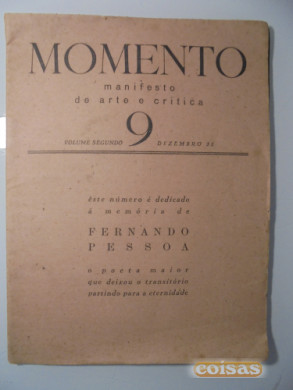 MOMENTO
manifesto
de arte e crítica
VOLUME SEGUNDO 9 DEZEMBRO 35
êste número é dedicado
á memória de
FERNANDO
PESSOA
o poeta maior
que deixou o transitório
partindo para a eternidade
coisas